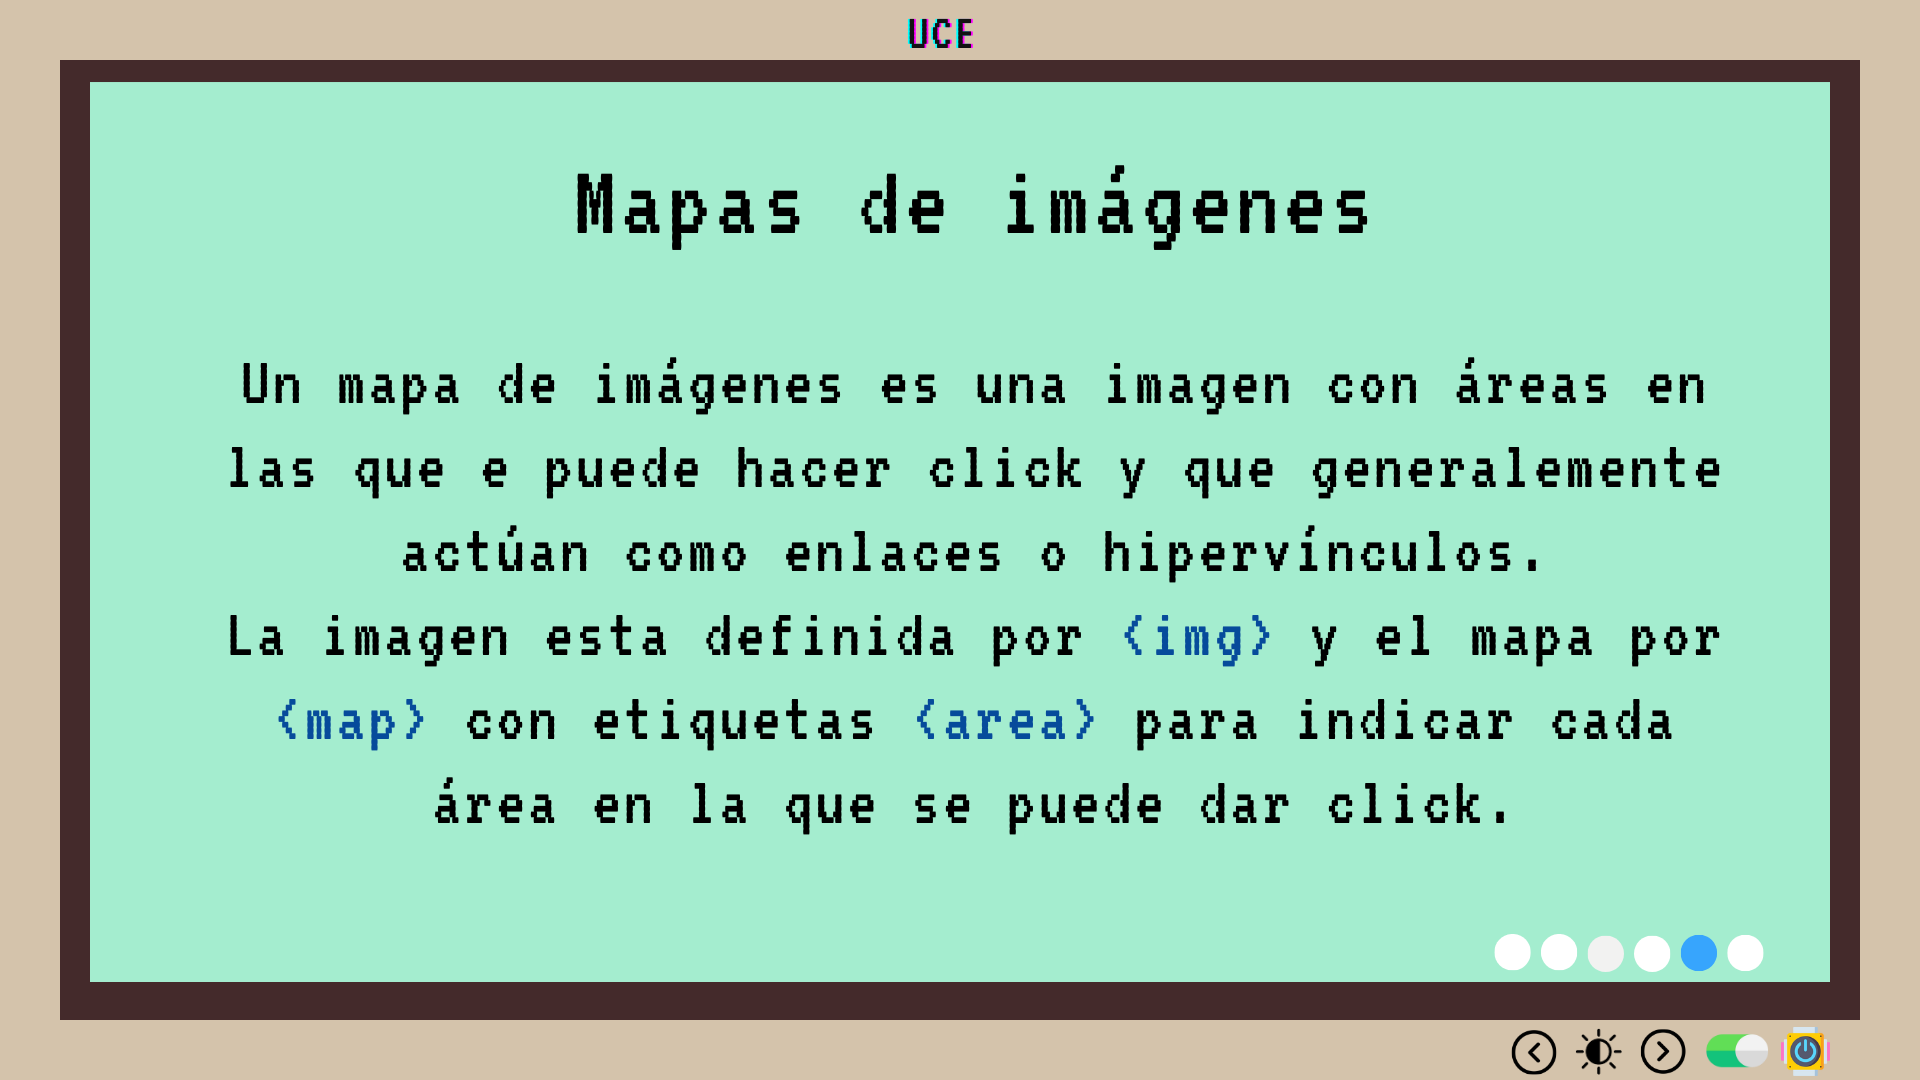 UCE
Mapas de imágenes
Un mapa de imágenes es una imagen con áreas en
las que e puede hacer click y que generalemente
actúan como enlaces o hipervínculos.
La imagen esta definida por <img> y el mapa por
<map> con etiquetas <area> para indicar cada
área en la que se puede dar click.